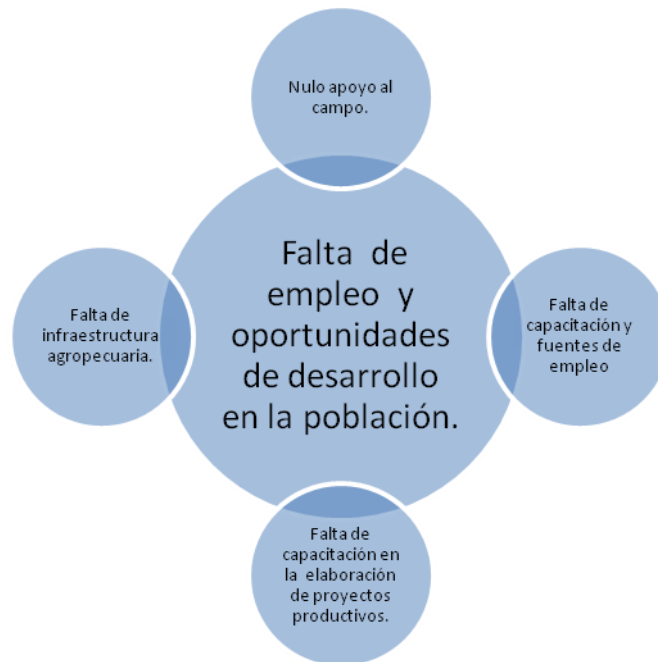 Nulo apoyo al
campo.
Falta de
empleo y
oportunidades
de desarrollo
en la población.
Falta de
infraestructura
agropecuaria.
Falta de
capacitación y
fuentes de
empleo
Falta de
capacitación en
la elaboración
de proyectos
productivos.